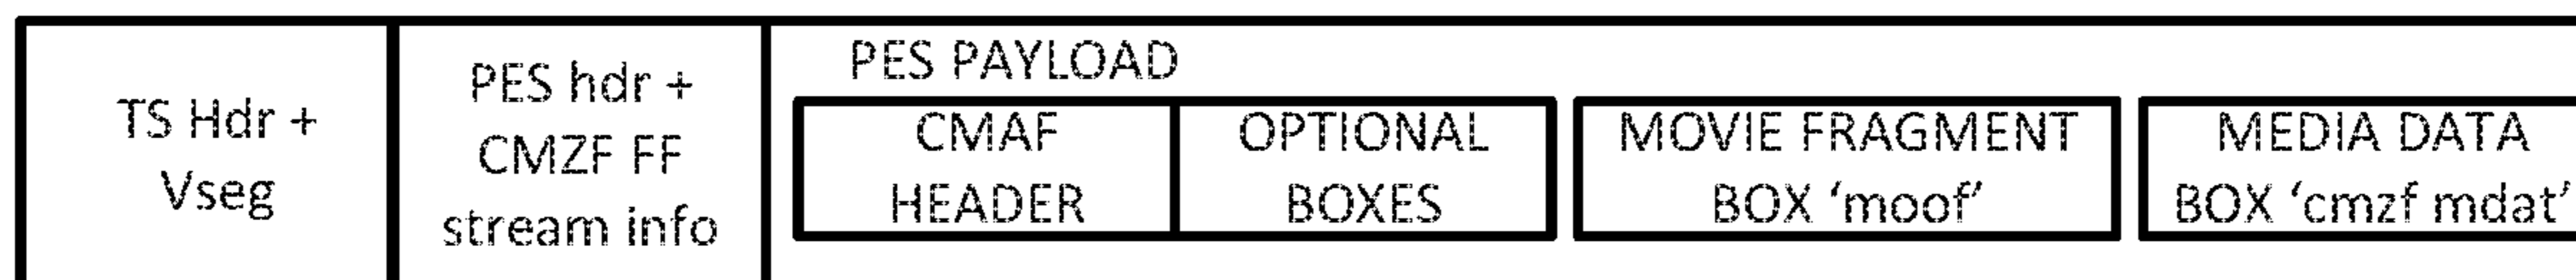 TS Hdr +
Vseg
PES hdr +
CMZF FF
stream info
PES PAYLOAD
CMAF
HEADER
OPTIONAL
BOXES
MOVIE FRAGMENT
BOX ‘moof’
MEDIA DATA
BOX ‘cmzf mdat’